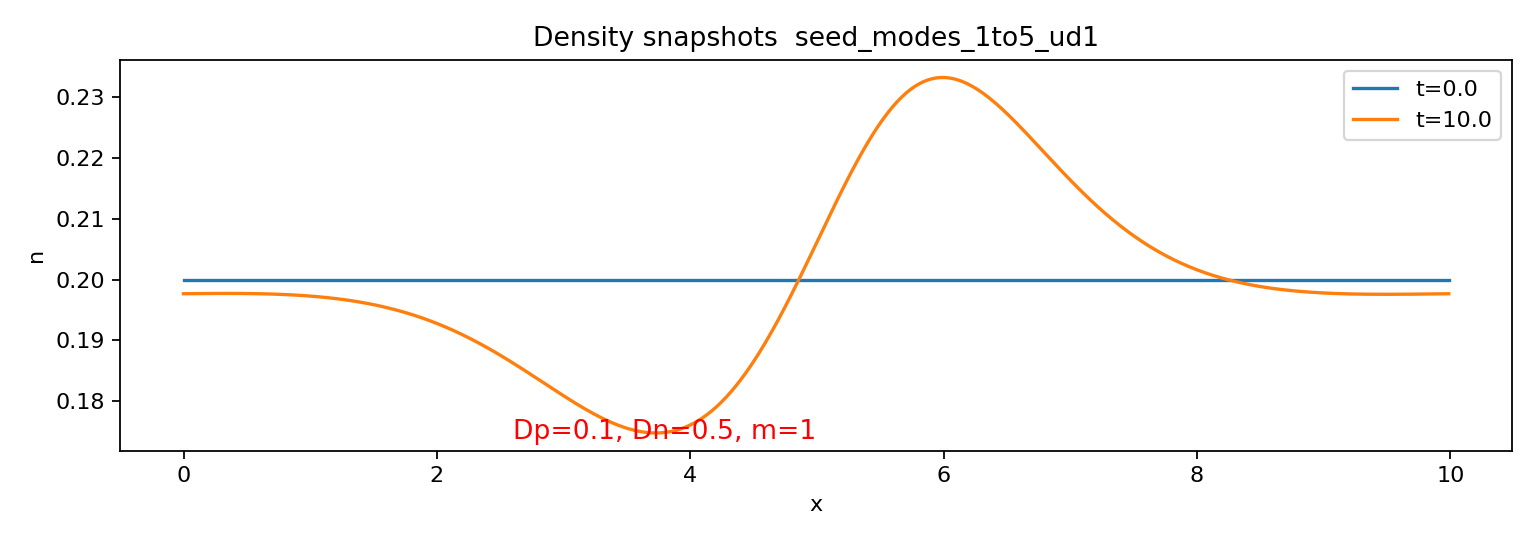 Density snapshots  seed_modes_1to5_ud1
t=0.0
t=10.0
0.23
0.22
0.21
0.20
0.19
0.18
n
Dp=0.1, Dn=0.5, m=1
0 2 4 6 8 10
x